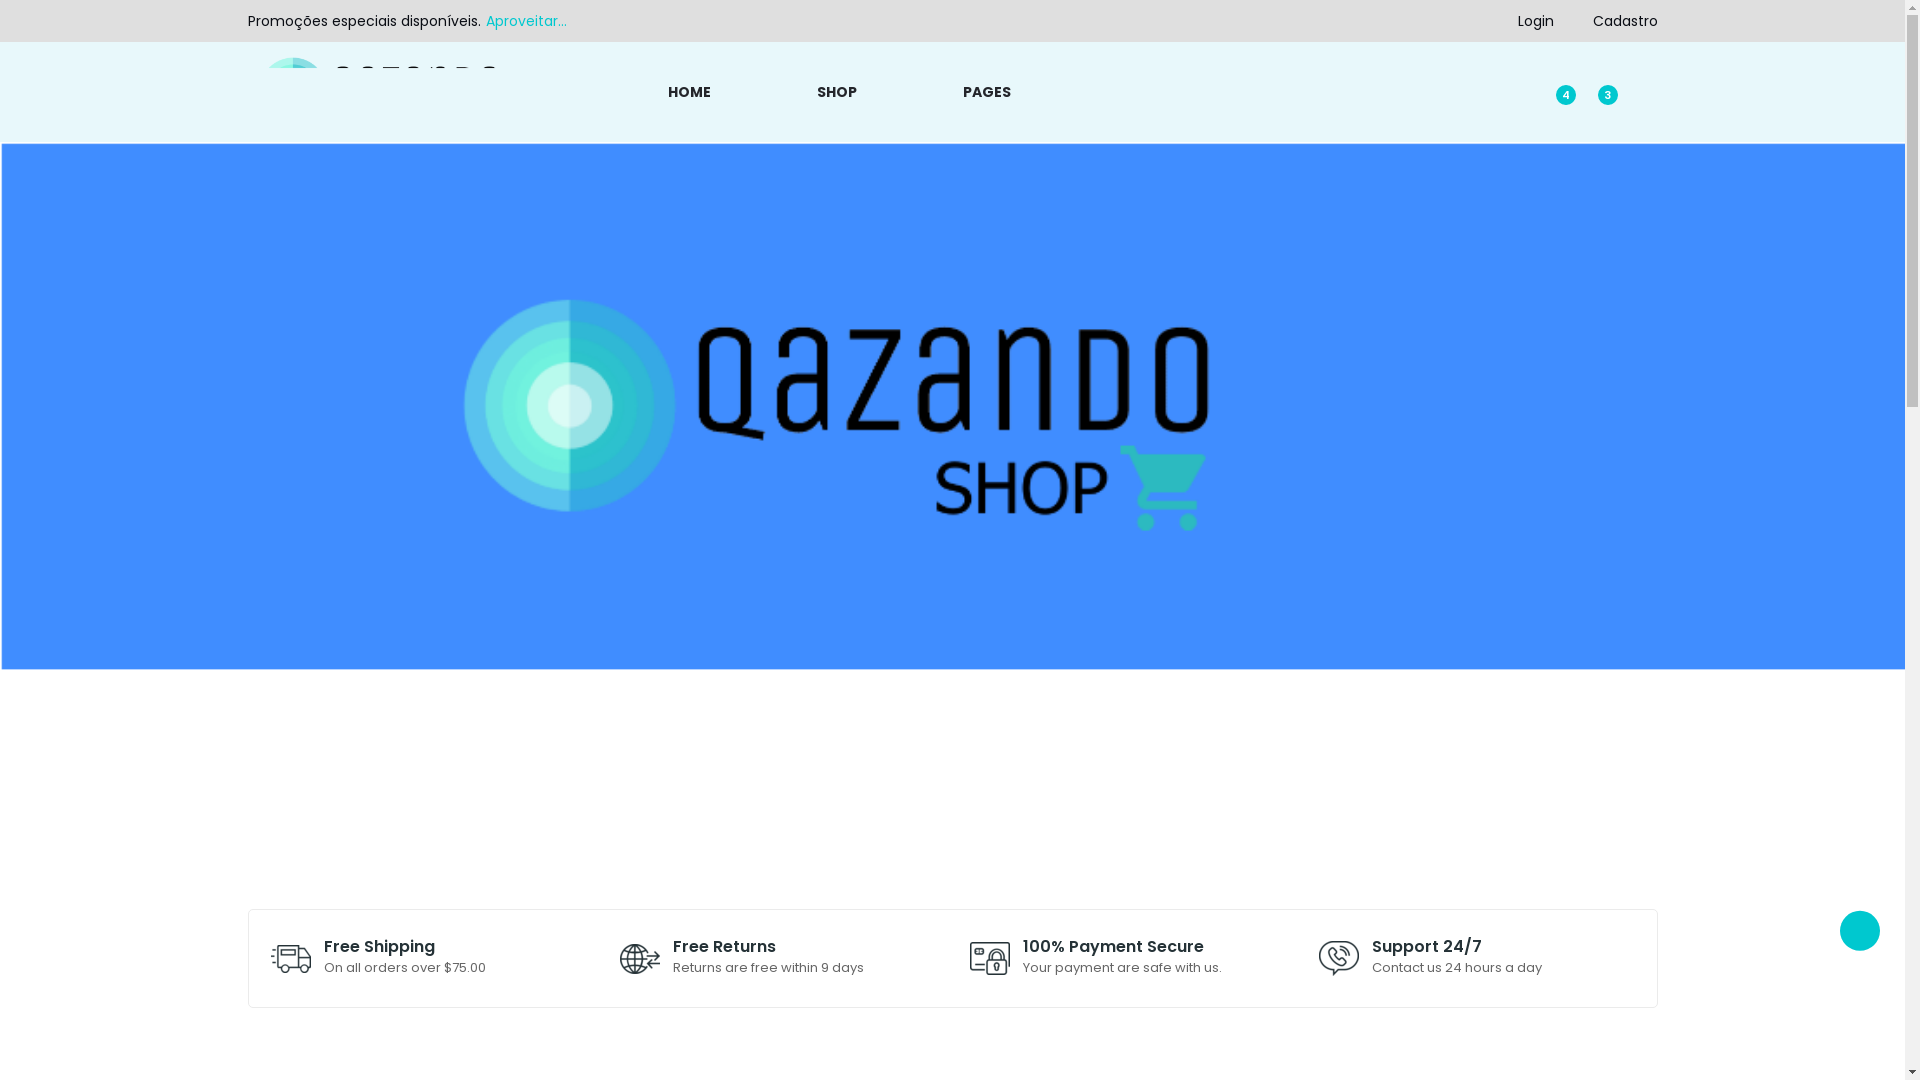 Promoções especiais disponíveis. Aproveitar...
Login
Cadastro
HOME
SHOP
PAGES
4
3
QAZANDO
SHOP
Free Shipping
On all orders over $75.00
Free Returns
Returns are free within 9 days
100% Payment Secure
Your payment are safe with us.
Support 24/7
Contact us 24 hours a day